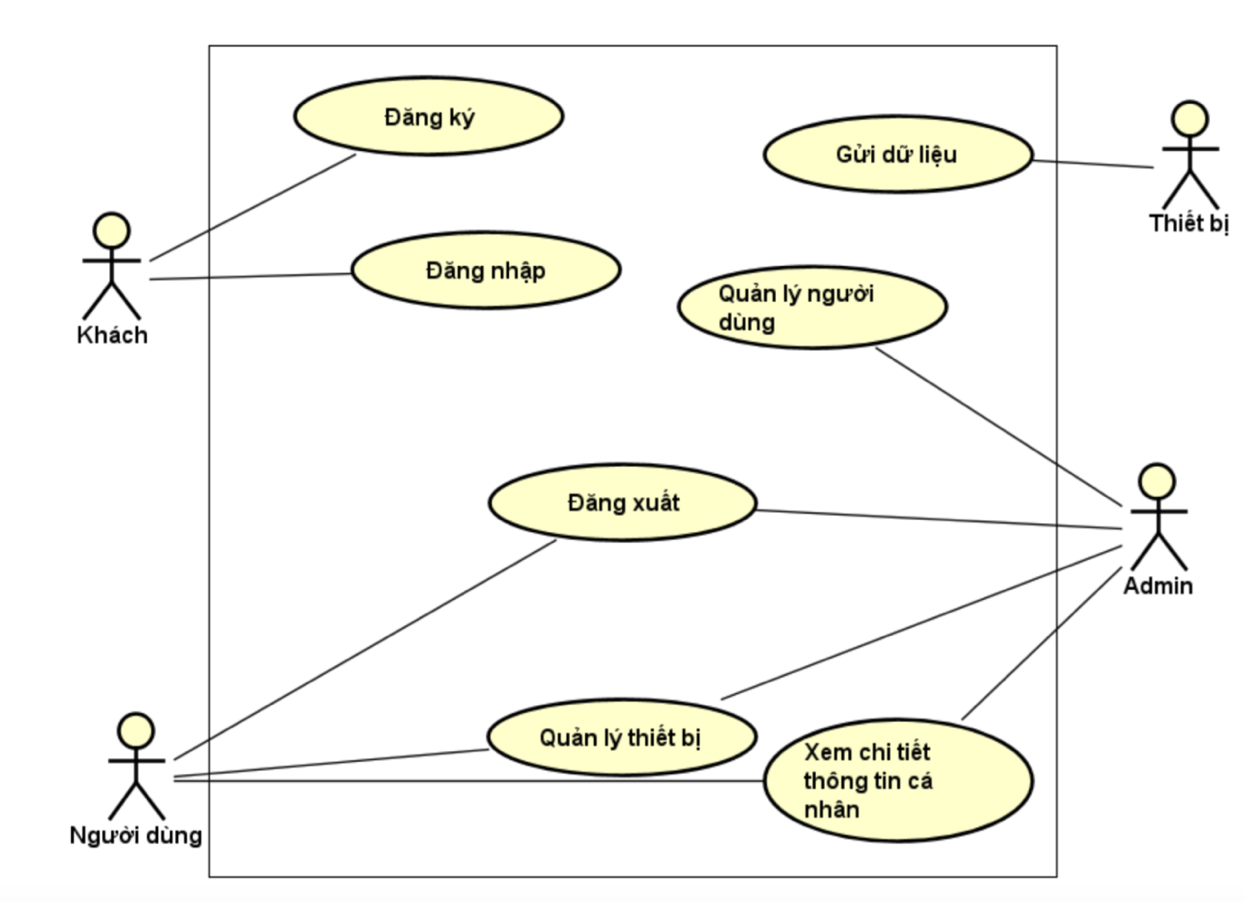 Đăng ký
Gửi dữ liệu
Thiết bị
Đăng nhập
Khách
Quản lý người
dùng
Đăng xuất
Admin
Quản lý thiết bị
Xem chi tiết
thông tin cá
nhân
Người dùng